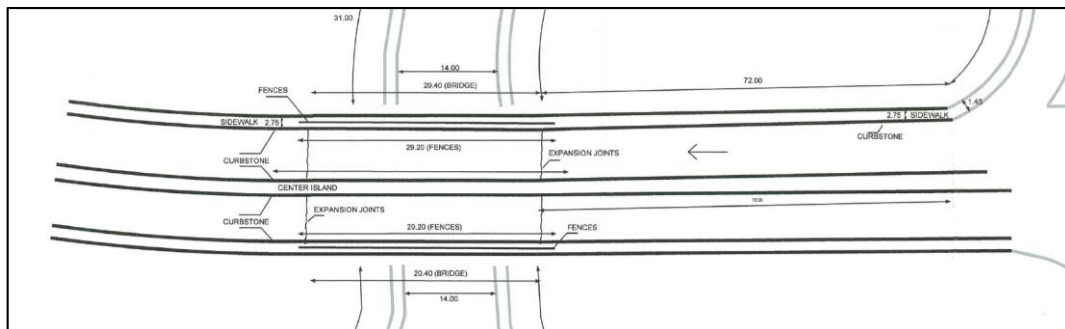 31.00
14.00
20.40 (BRIDGE)
72.00
FENCES
1.48
SIDEWALK 2.75
2.75 SIDEWALK
CURBSTONE
29.20 (FENCES)
EXPANSION JOINTS
CURBSTONE
CENTER ISLAND
CURBSTONE
EXPANSION JOINTS
CURBSTONE
29.20 (FENCES)
FENCES
20.40 (BRIDGE)
14.00